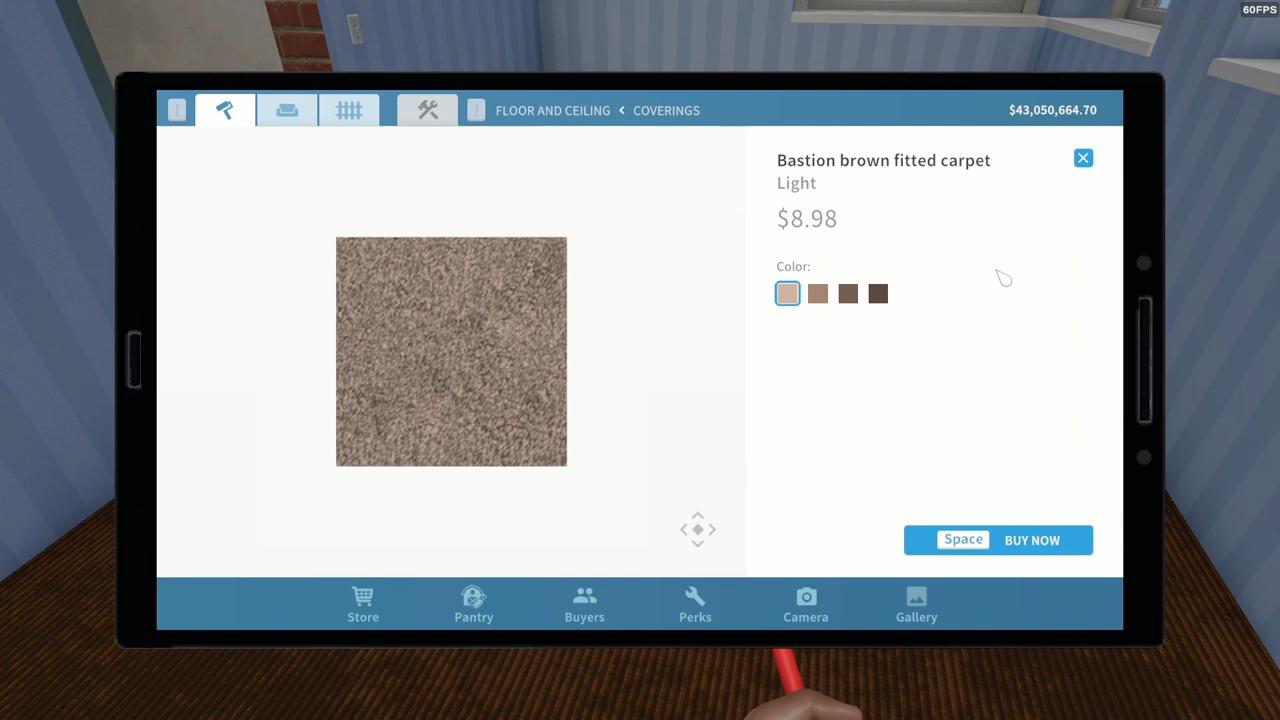 60FPS
FLOOR AND CEILING < COVERINGS
$43,050,664.70
Bastion brown fitted carpet
Light
$8.98
Color:
Space BUY NOW
Store Pantry Buyers Perks Camera Gallery